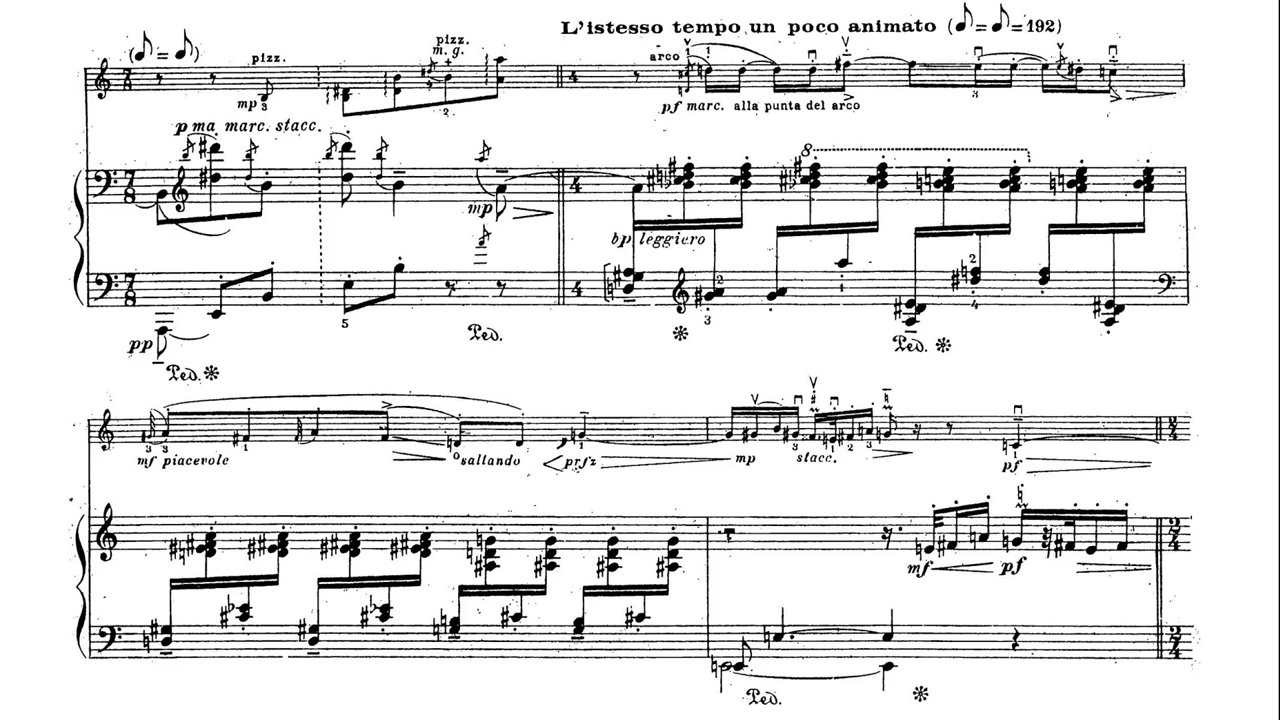 L'istesso tempo un poco animato (♪=♪=192)
(♪ = ♪)
pizz.
pizz.
m. g.
arco
mp
pf marc. alla punta del arco
p ma marc. stacc.
8
mp
bp leggiero
pp
Ped. * Ped. * Ped. *
mf piacevole
sallando
prfz
mp
stacc.
pf
mf
pf
Ped. *